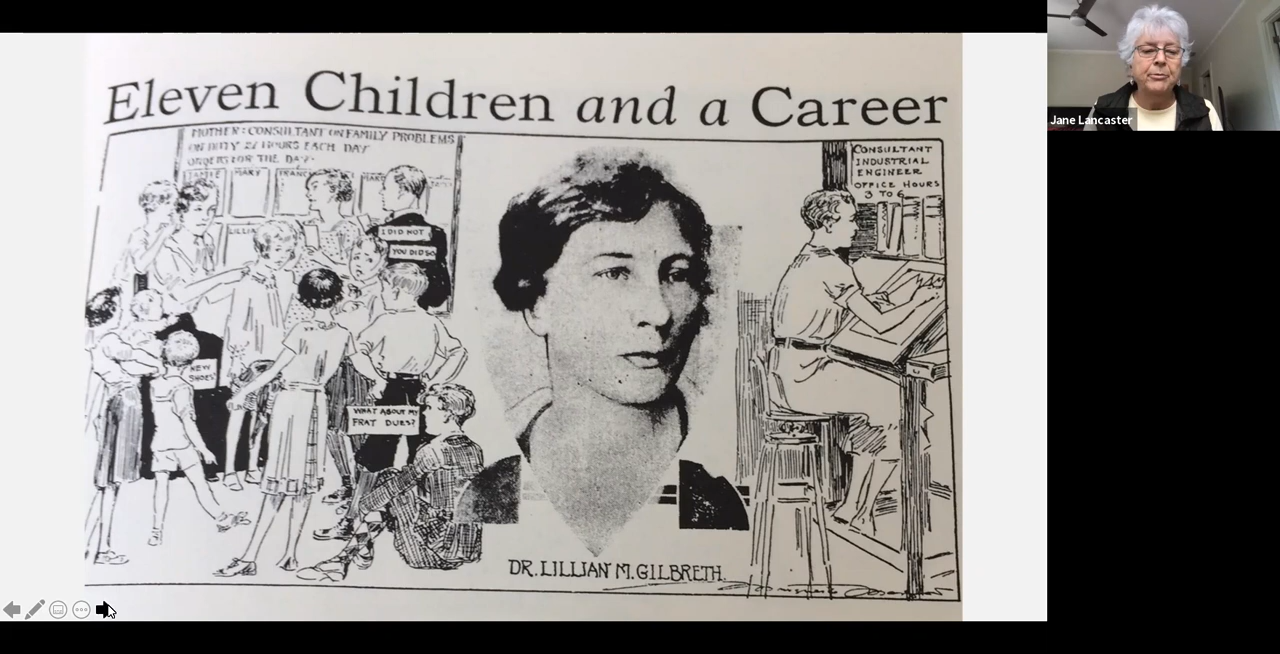 Eleven Children and a Career
MOTHER: CONSULTANT ON FAMILY PROBLEMS
ON DUTY 24 HOURS EACH DAY
ORDERS FOR THE DAY
MARY
I DID NOT
YOU DID SO
NEW
SHOES
WHAT ABOUT MY
FRAT DUES?
CONSULTANT
INDUSTRIAL
ENGINEER
OFFICE HOURS
3 TO 6
DR. LILLIAN M. GILBRETH.
Jane Lancaster